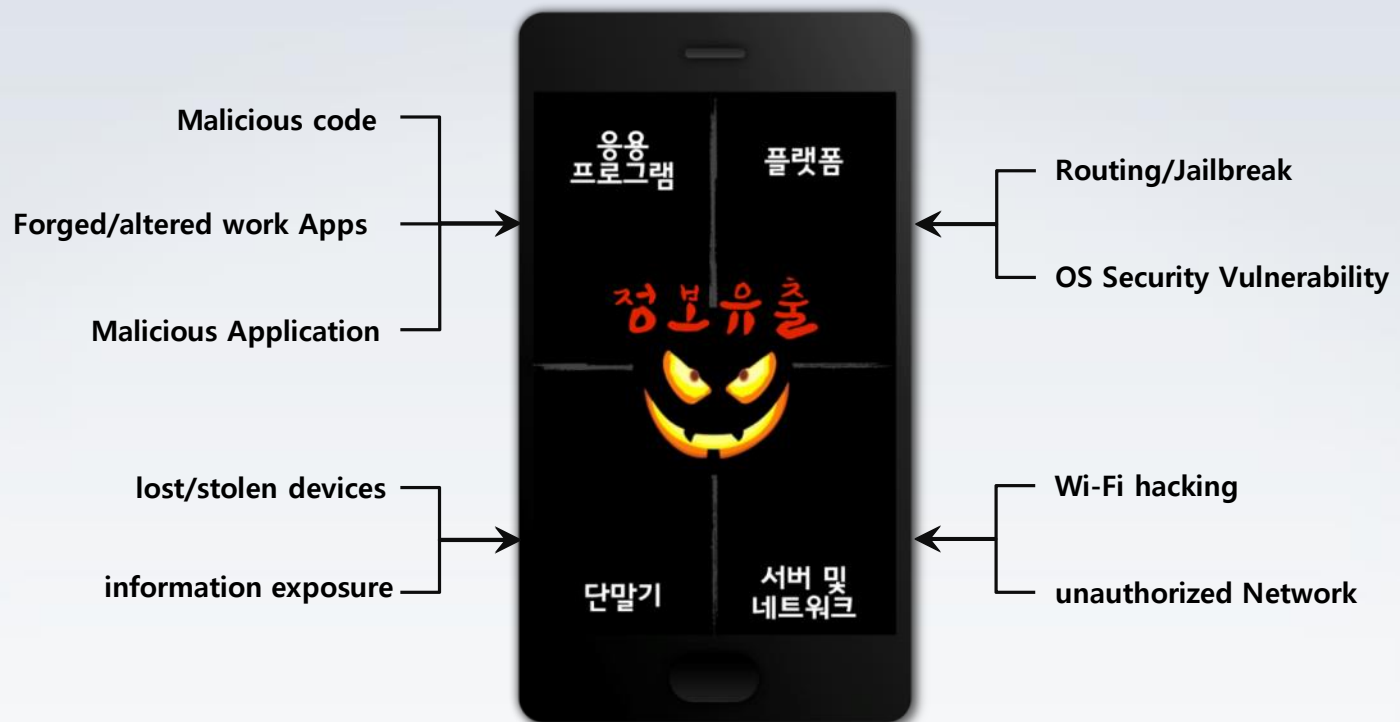 Malicious code
Forged/altered work Apps
Malicious Application
lost/stolen devices
information exposure
응용
프로그램
플랫폼
정보유출
단말기
서버 및
네트워크
Routing/Jailbreak
OS Security Vulnerability
Wi-Fi hacking
unauthorized Network